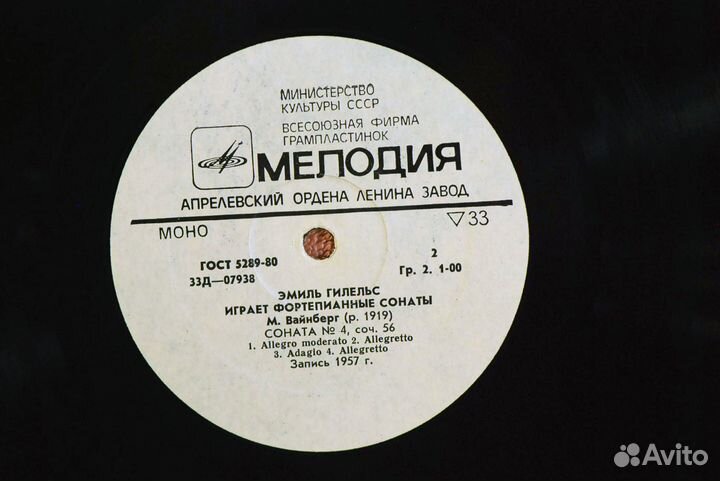 МИНИСТЕРСТВО
КУЛЬТУРЫ СССР
ВСЕСОЮЗНАЯ ФИРМА
ГРАМПЛАСТИНОК
МЕЛОДИЯ
АПРЕЛЕВСКИЙ ОРДЕНА ЛЕНИНА ЗАВОД
МОНО
▽33
ГОСТ 5289-80
2
33Д—07938
Гр. 2. 1-00
ЭМИЛЬ ГИЛЕЛЬС
ИГРАЕТ ФОРТЕПИАННЫЕ СОНАТЫ
М. Вайнберг (р. 1919)
СОНАТА № 4, соч. 56
1. Allegro moderato 2. Allegretto
3. Adagio 4. Allegretto
Запись 1957 г.
Avito